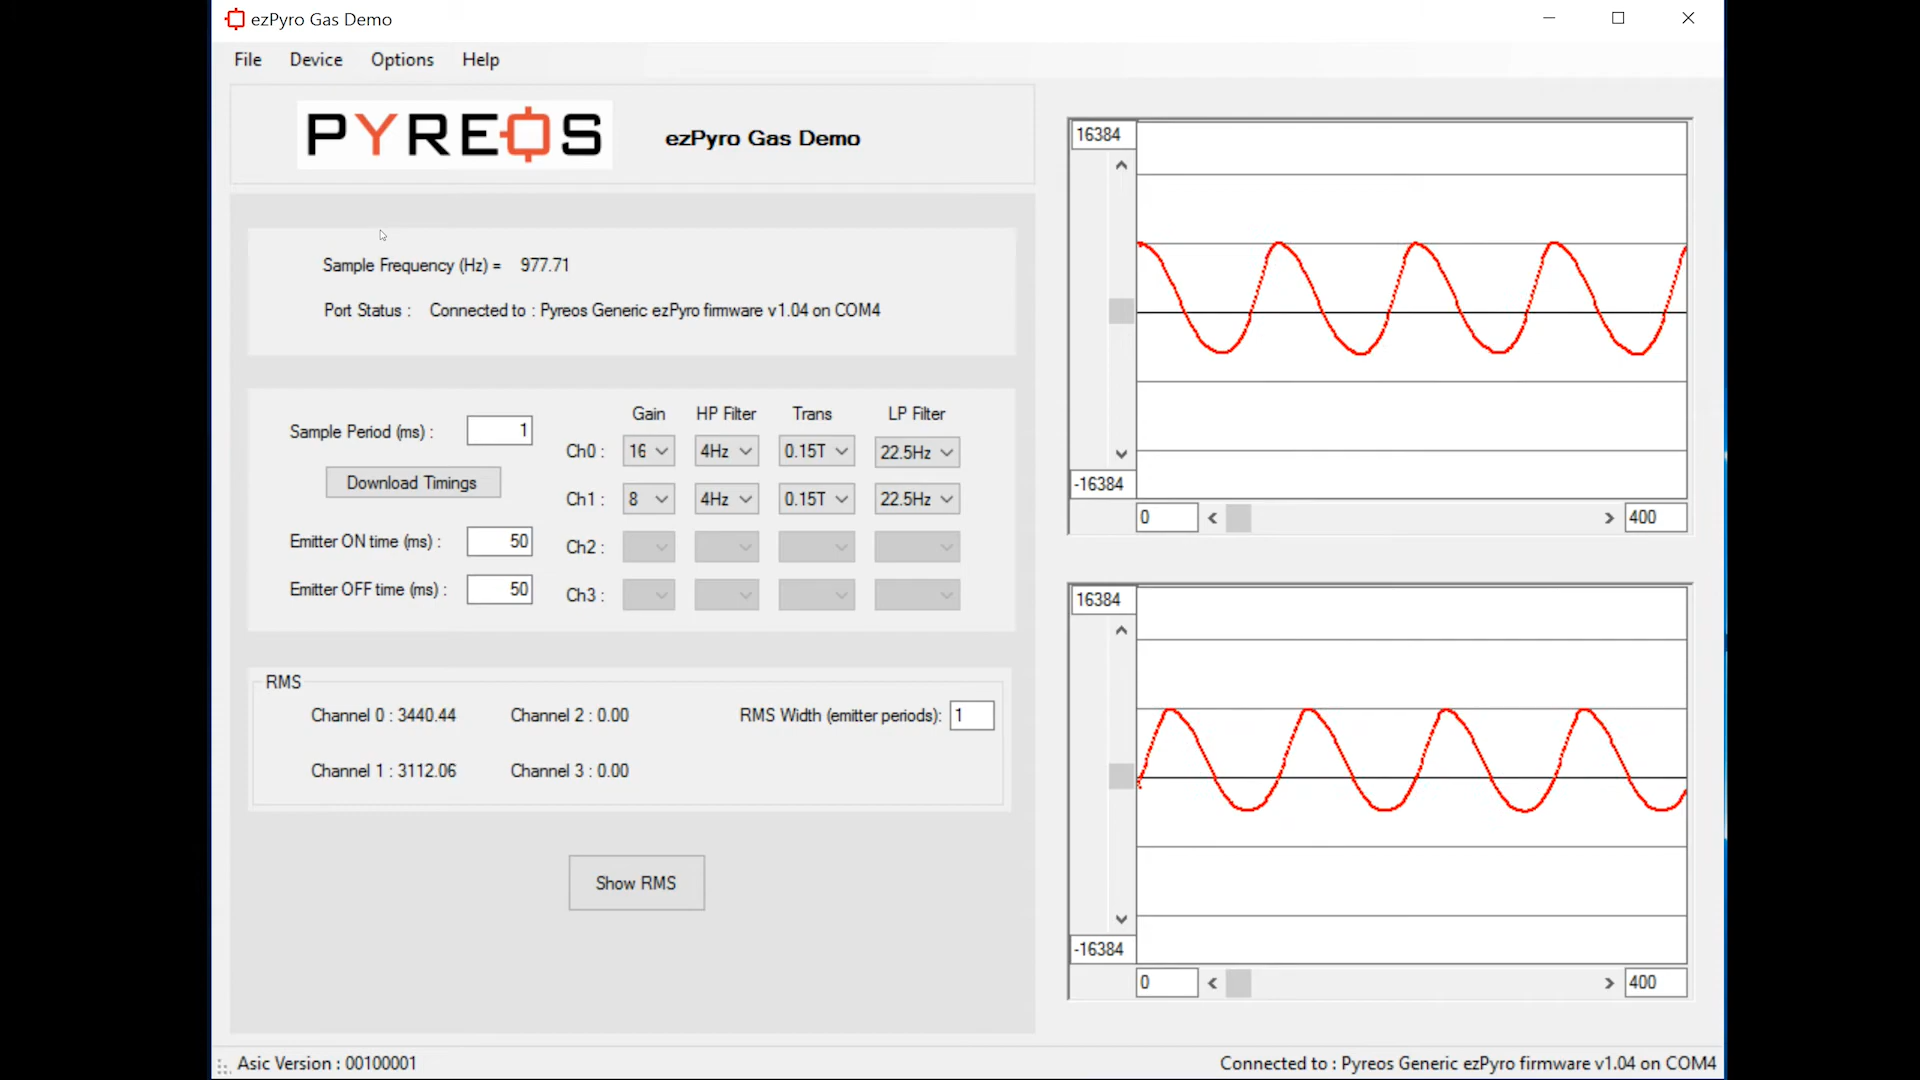 ezPyro Gas Demo
File Device Options Help
PYREOS
ezPyro Gas Demo
Sample Frequency (Hz) = 977.71
Port Status : Connected to : Pyreos Generic ezPyro firmware v1.04 on COM4
Gain HP Filter Trans LP Filter
Sample Period (ms) : 1
Ch0 : 16 4Hz 0.15T 22.5Hz
Download Timings
Ch1 : 8 4Hz 0.15T 22.5Hz
Emitter ON time (ms) : 50
Ch2 :
Emitter OFF time (ms) : 50
Ch3 :
RMS
Channel 0 : 3440.44 Channel 2 : 0.00 RMS Width (emitter periods): 1
Channel 1 : 3112.06 Channel 3 : 0.00
Show RMS
16384
-16384
0 400
16384
-16384
0 400
Asic Version : 00100001
Connected to : Pyreos Generic ezPyro firmware v1.04 on COM4